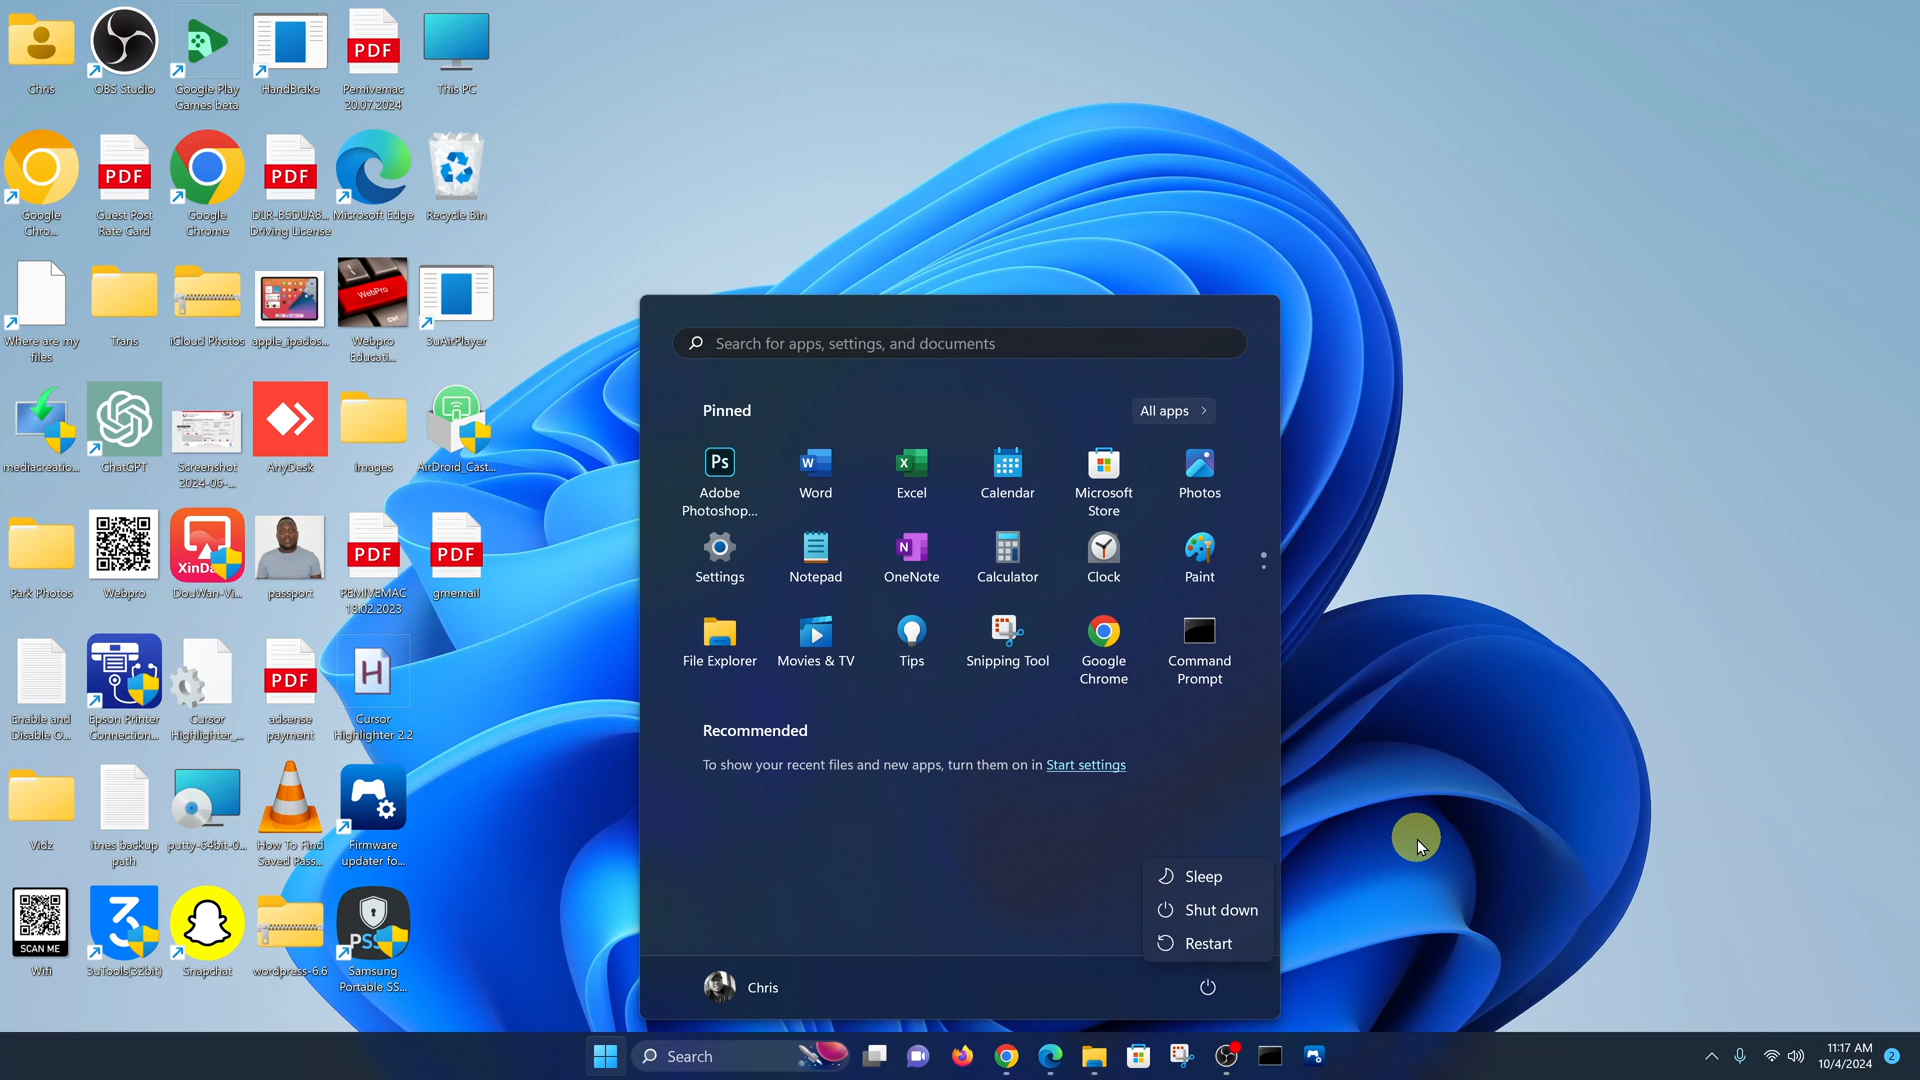 Chris
OBS Studio
Google Play
Games beta
HandBrake
PDF
Pemivemac
20.07.2024
This PC
Google
Chro...
PDF
Guest Post
Rate Card
Google
Chrome
PDF
DLR-B5DUA8...
Driving License
Microsoft Edge
Recycle Bin
Where are my
files
Trans
iCloud Photos
apple_ipados...
WebPro
Ctrl
Webpro
Educati...
3uAirPlayer
mediacreatio...
ChatGPT
Screenshot
2024-06-...
AnyDesk
Images
AirDroid_Cast...
Park Photos
Webpro
XinDa
DouWan-Vi...
passport
PDF
PEMIVEMAC
18.02.2023
PDF
gmemail
Enable and
Disable O...
Epson Printer
Connection...
Cursor
Highlighter_...
PDF
adsense
payment
H
Cursor
Highlighter 2.2
Vidz
itnes backup
path
putty-64bit-0...
How To Find
Saved Pass...
Firmware
updater fo...
SCAN ME
Wifi
3uTools(32bit)
Snapchat
wordpress-6.6
PSS
Samsung
Portable SS...
Search for apps, settings, and documents
Pinned
All apps
Ps
Adobe
Photoshop...
W
Word
X
Excel
Calendar
Microsoft
Store
Photos
Settings
Notepad
N
OneNote
Calculator
Clock
Paint
File Explorer
Movies & TV
Tips
Snipping Tool
Google
Chrome
Command
Prompt
Recommended
To show your recent files and new apps, turn them on in Start settings
Sleep
Shut down
Restart
Chris
Search
11:17 AM
10/4/2024
2